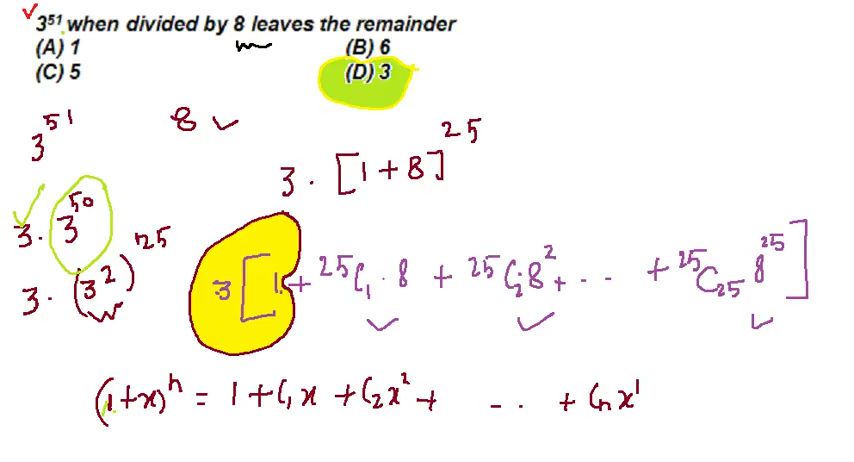 ✓3⁵¹ when divided by 8 leaves the remainder
(A) 1 (B) 6
(C) 5 (D) 3
3⁵¹ 8 ✓
3 · [1 + 8]²⁵
3 · 3⁵⁰
3 · (3²)²⁵
3 [1 + ²⁵C₁ · 8 + ²⁵C₂ 8² + · · · + ²⁵C₂₅ 8²⁵]
(1 + x)ⁿ = 1 + C₁x + C₂x² + · · · + Cₙx¹